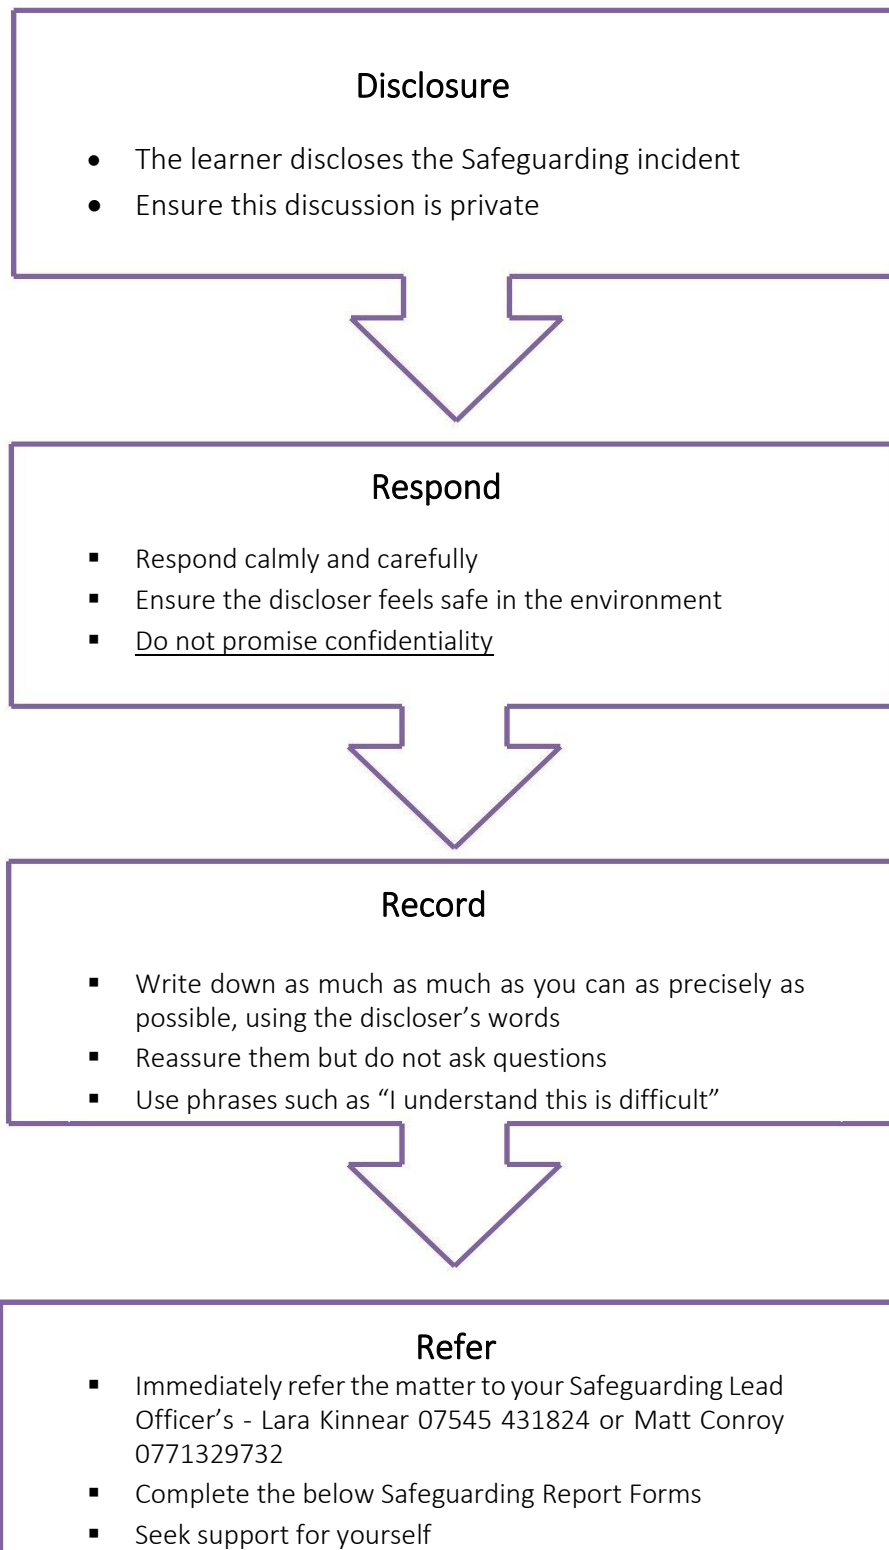 Disclosure
• The learner discloses the Safeguarding incident
• Ensure this discussion is private
Respond
▪ Respond calmly and carefully
▪ Ensure the discloser feels safe in the environment
▪ Do not promise confidentiality
Record
▪ Write down as much as much as you can as precisely as
possible, using the discloser’s words
▪ Reassure them but do not ask questions
▪ Use phrases such as “I understand this is difficult”
Refer
▪ Immediately refer the matter to your Safeguarding Lead
Officer’s - Lara Kinnear 07545 431824 or Matt Conroy
0771329732
▪ Complete the below Safeguarding Report Forms
▪ Seek support for yourself